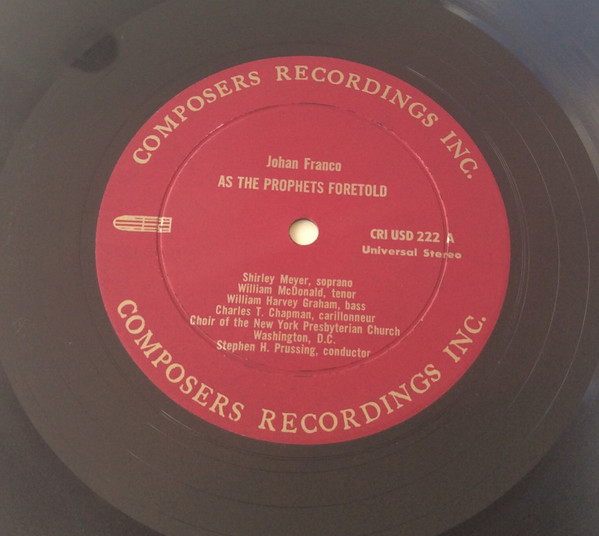 COMPOSERS RECORDINGS INC.
Johan Franco
AS THE PROPHETS FORETOLD
CRI USD 222 A
Universal Stereo
Shirley Meyer, soprano
William McDonald, tenor
William Harvey Graham, bass
Charles T. Chapman, carillonneur
Choir of the New York Presbyterian Church
Washington, D.C.
Stephen H. Prussing, conductor
COMPOSERS RECORDINGS INC.